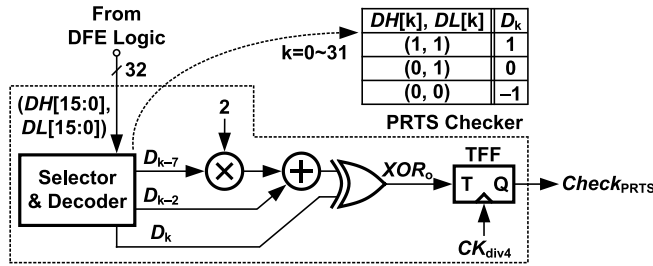 From
DFE Logic
32
(DH[15:0],
DL[15:0])
k=0~31
DH[k], DL[k] Dk
(1, 1) 1
(0, 1) 0
(0, 0) –1
PRTS Checker
2
Selector
& Decoder
Dk–7
Dk–2
Dk
XORo
TFF
T Q
CheckPRTS
CKdiv4